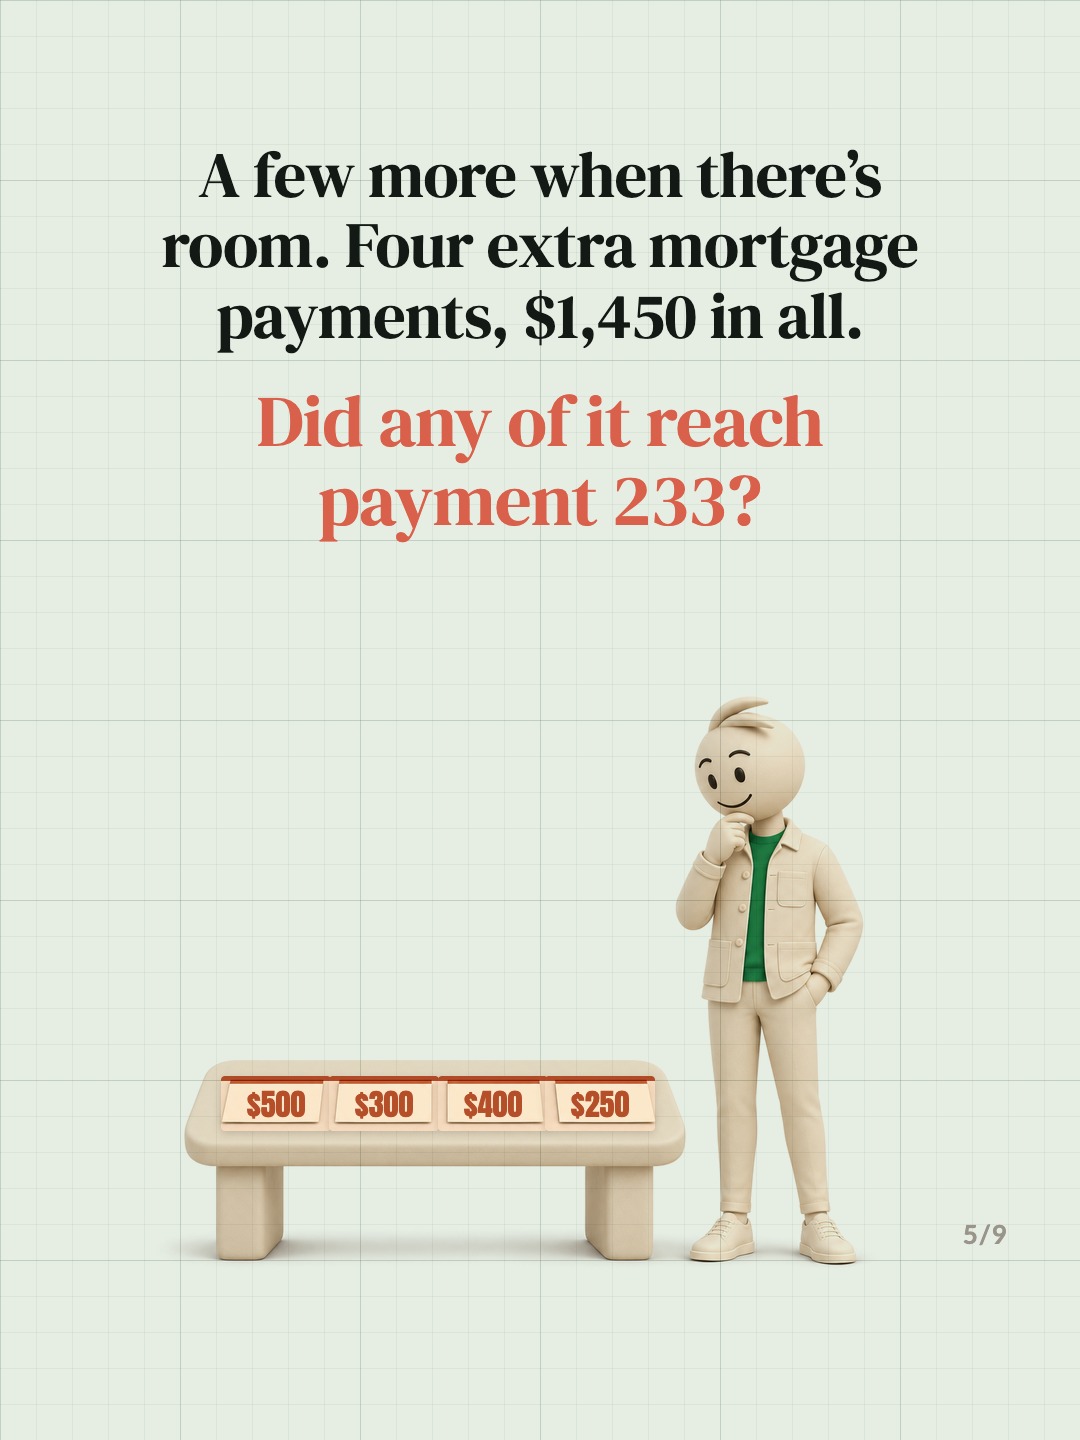 A few more when there’s
room. Four extra mortgage
payments, $1,450 in all.
Did any of it reach
payment 233?
$500 $300 $400 $250
5/9